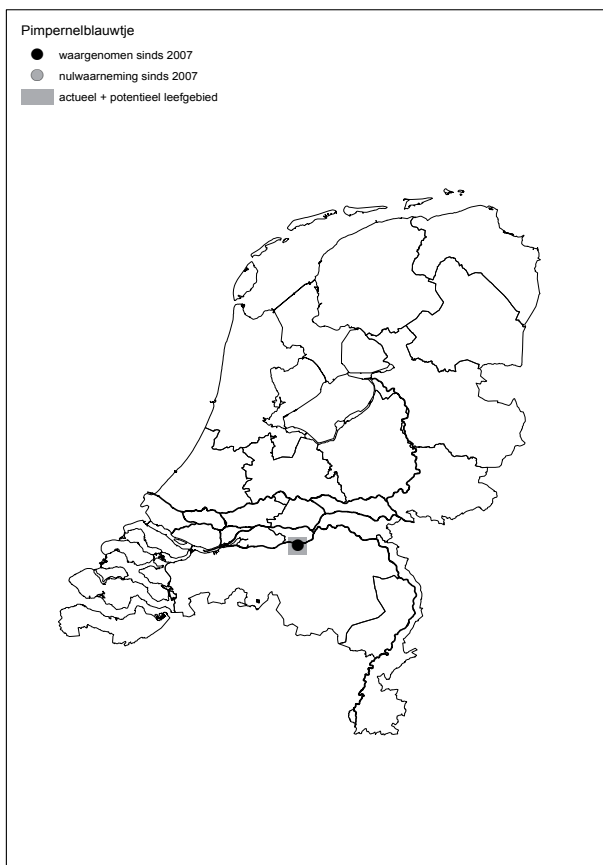 Pimpernelblauwtje
waargenomen sinds 2007
nulwaarneming sinds 2007
actueel + potentieel leefgebied